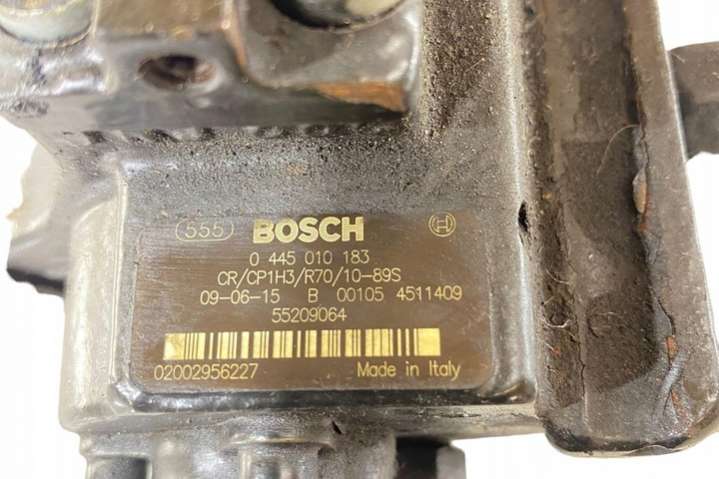 555 BOSCH
0 445 010 183
CR/CP1H3/R70/10-89S
09-06-15 B 00105 4511409
55209064
02002956227 Made in Italy